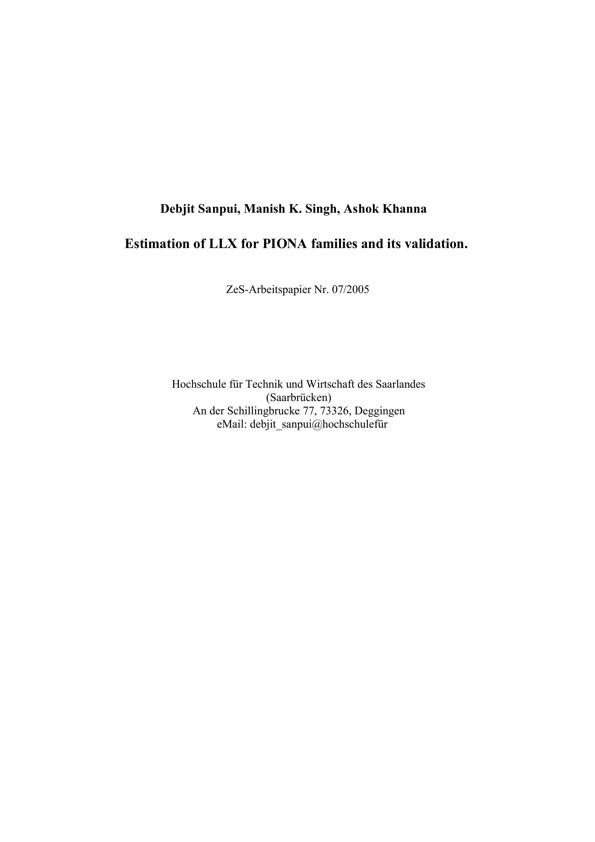 Debjit Sanpui, Manish K. Singh, Ashok Khanna
Estimation of LLX for PIONA families and its validation.
ZeS-Arbeitspapier Nr. 07/2005
Hochschule für Technik und Wirtschaft des Saarlandes
(Saarbrücken)
An der Schillingbrucke 77, 73326, Deggingen
eMail: debjit_sanpui@hochschulefür